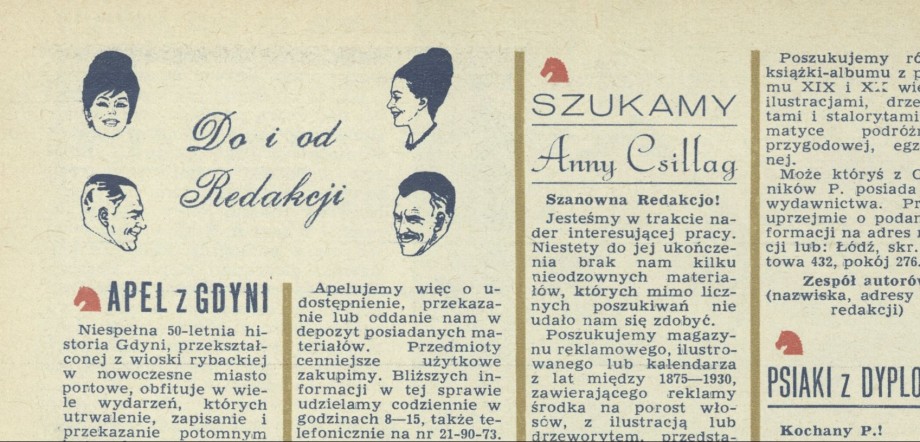 Do i od
Redakcji
APEL z GDYNI
Niespełna 50-letnia hi-
storia Gdyni, przekształ-
conej z wioski rybackiej
w nowoczesne miasto
portowe, obfituje w wie-
le wydarzeń, których
utrwalenie, zapisanie i
przekazanie potomnym
Apelujemy więc o u-
dostępnienie, przekaza-
nie lub oddanie nam w
depozyt posiadanych ma-
teriałów. Przedmioty
cenniejsze użytkowe
zakupimy. Bliższych in-
formacji w tej sprawie
udzielamy codziennie w
godzinach 8—15, także te-
lefonicznie na nr 21-90-73.
SZUKAMY
Anny Csillag
Szanowna Redakcjo!
Jesteśmy w trakcie na-
der interesującej pracy.
Niestety do jej ukończe-
nia brak nam kilku
nieodzownych materia-
łów, których mimo licz-
nych poszukiwań nie
udało nam się zdobyć.
Poszukujemy magazy-
nu reklamowego, ilustro-
wanego lub kalendarza
z lat między 1875—1930,
zawierającego reklamy
środka na porost wło-
sów, z ilustracją lub
drzeworytem, przedsta-
Poszukujemy ró
książki-albumu z p
mu XIX i XX wie
ilustracjami, drze
tami i stalorytami
matyce podróżn
przygodowej, egz
nej.
Może któryś z C
ników P. posiada
wydawnictwa. Pr
uprzejmie o podan
formacji na adres r
cji lub: Łódź, skr.
towa 432, pokój 276.
Zespół autorów
(nazwiska, adresy
redakcji)
PSIAKI z DYPLO
Kochany P.!